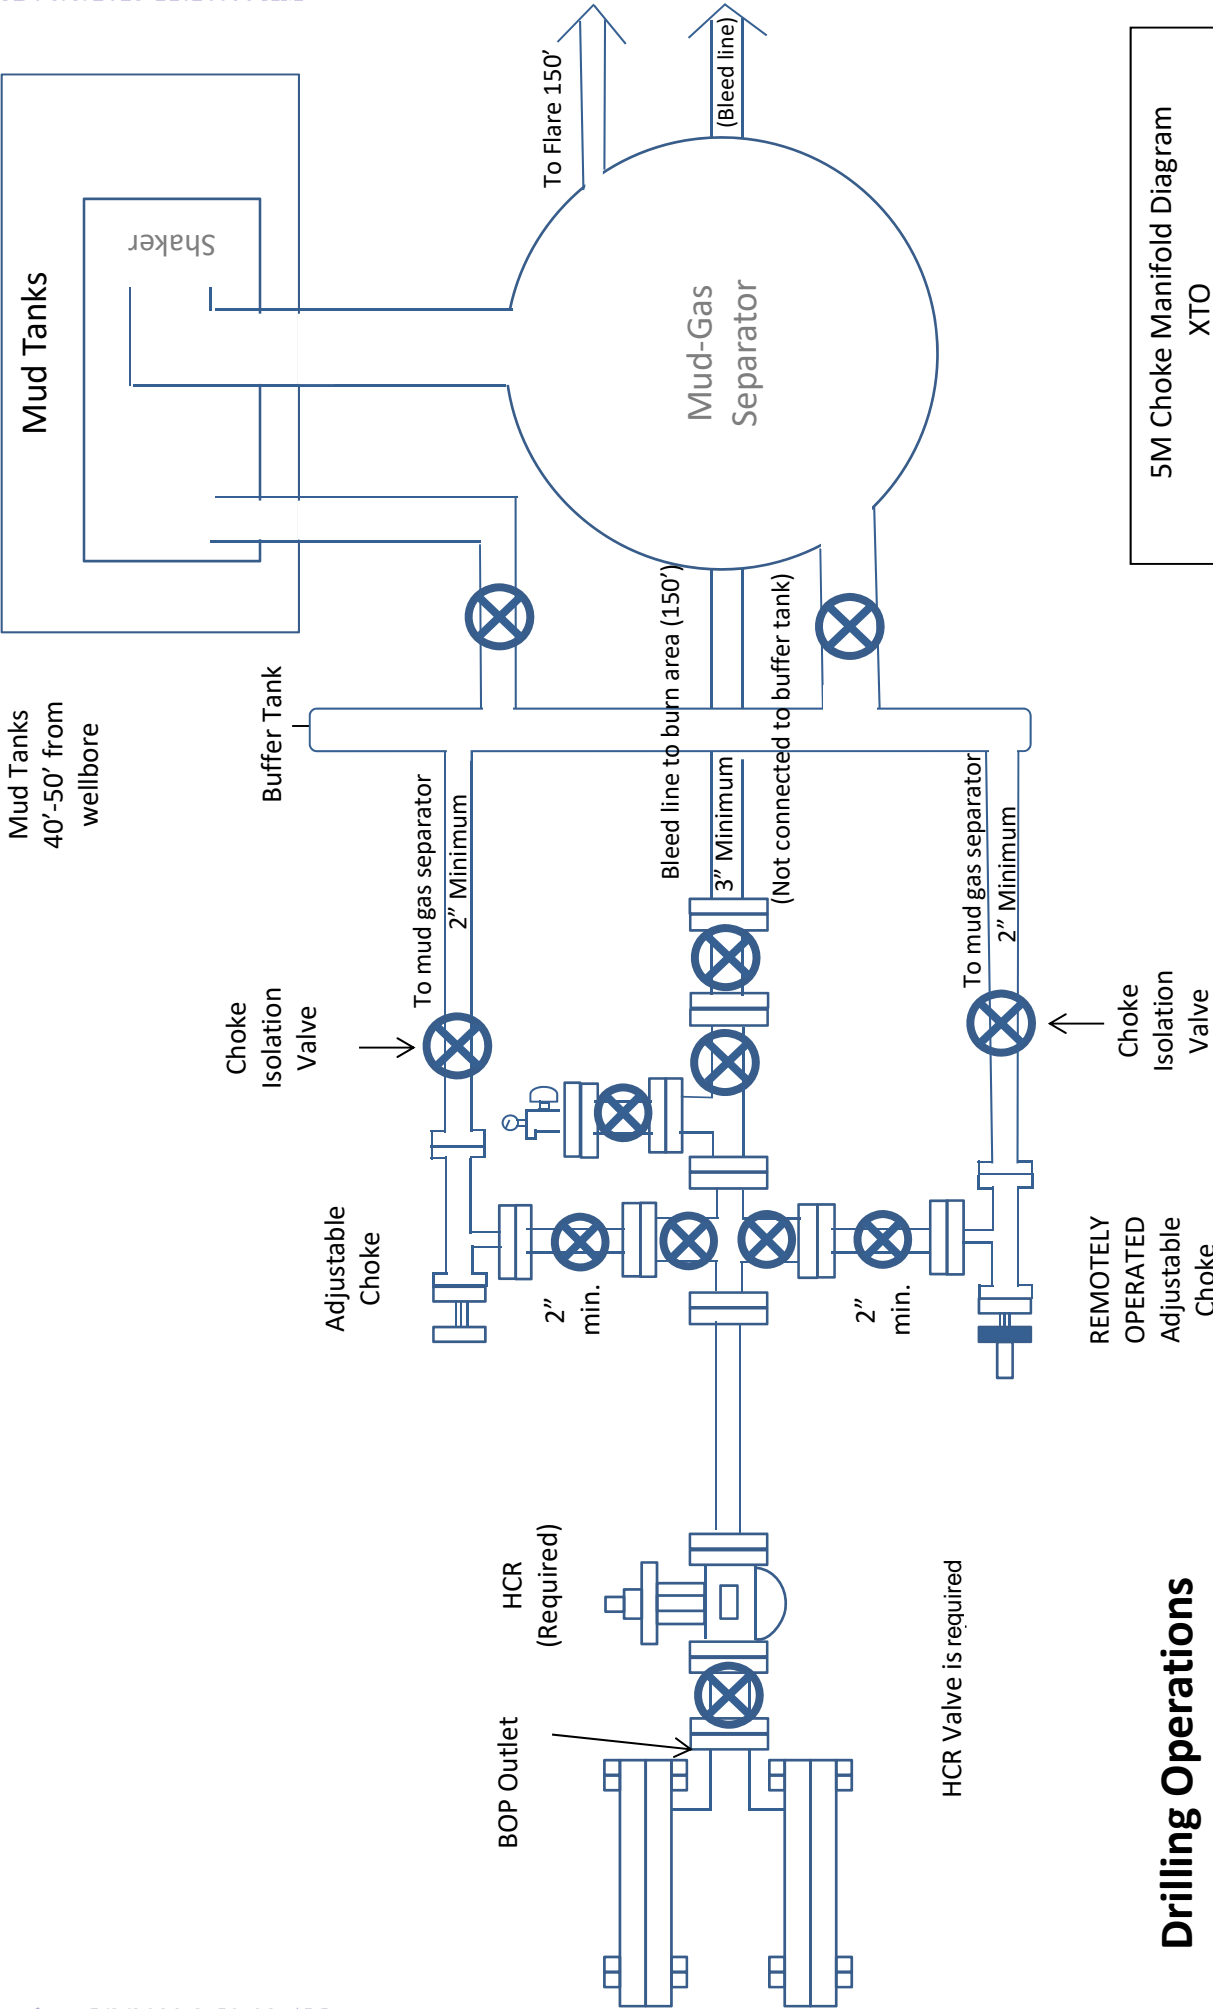 Mud Tanks
Shaker
Mud Tanks
40’-50’ from
wellbore
Buffer Tank
To Flare 150’
(Bleed line)
Mud-Gas
Separator
Choke
Isolation
Valve
To mud gas separator
2” Minimum
Bleed line to burn area (150’)
3” Minimum
(Not connected to buffer tank)
To mud gas separator
2” Minimum
Choke
Isolation
Valve
Adjustable
Choke
2”
min.
2”
min.
REMOTELY
OPERATED
Adjustable
Choke
HCR
(Required)
BOP Outlet
HCR Valve is required
Drilling Operations
5M Choke Manifold Diagram
XTO